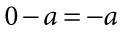 0 − a = −a